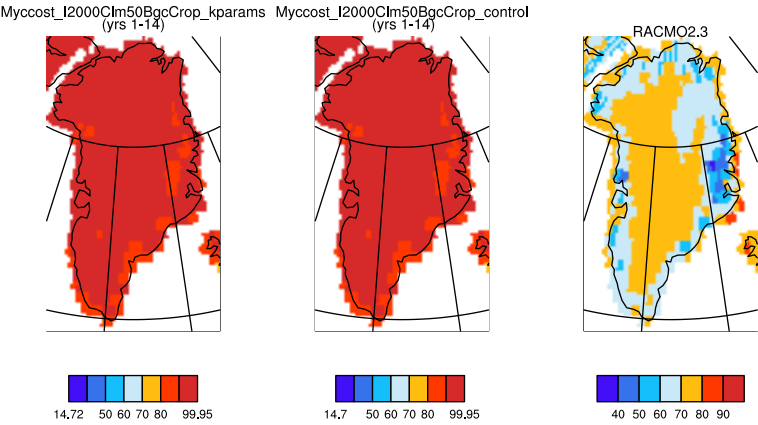 Myccost_I2000Clm50BgcCrop_kparams
(yrs 1-14)
Myccost_I2000Clm50BgcCrop_control
(yrs 1-14)
RACMO2.3
14.72 50 60 70 80 99.95
14.7 50 60 70 80 99.95
40 50 60 70 80 90